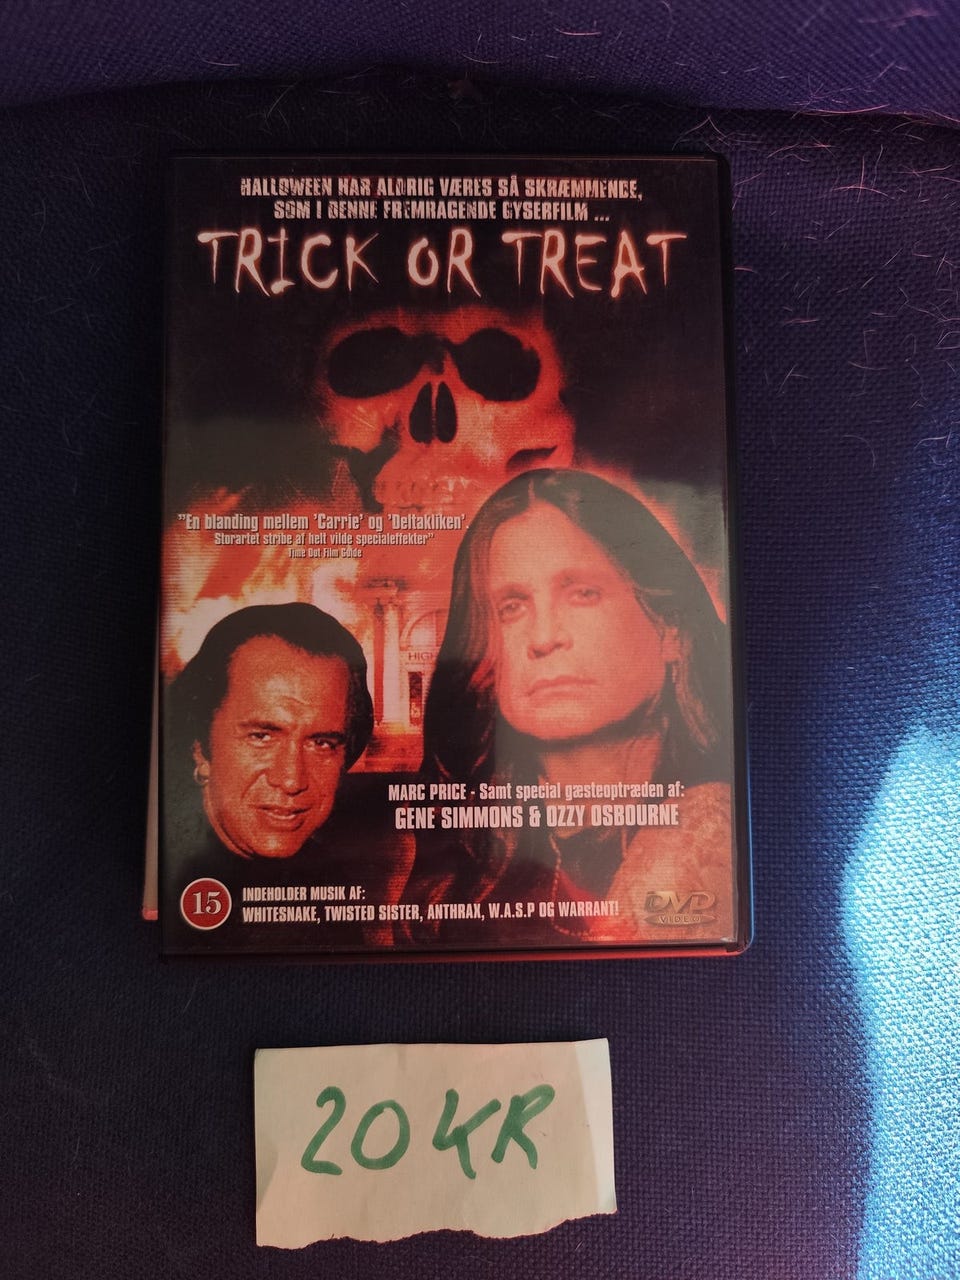 HALLOWEEN HAR ALDRIG VÆRES SÅ SKRÆMMENDE,
SOM I DENNE FREMRAGENDE GYSERFILM ...
TRICK OR TREAT
"En blanding mellem 'Carrie' og 'Deltakliken'.
Storartet stribe af helt vilde specialeffekter"
Time Out Film Guide
HIGH
MARC PRICE - Samt special gæsteoptræden af:
GENE SIMMONS & OZZY OSBOURNE
15
INDEHOLDER MUSIK AF:
WHITESNAKE, TWISTED SISTER, ANTHRAX, W.A.S.P OG WARRANT!
DVD
VIDEO
20 KR